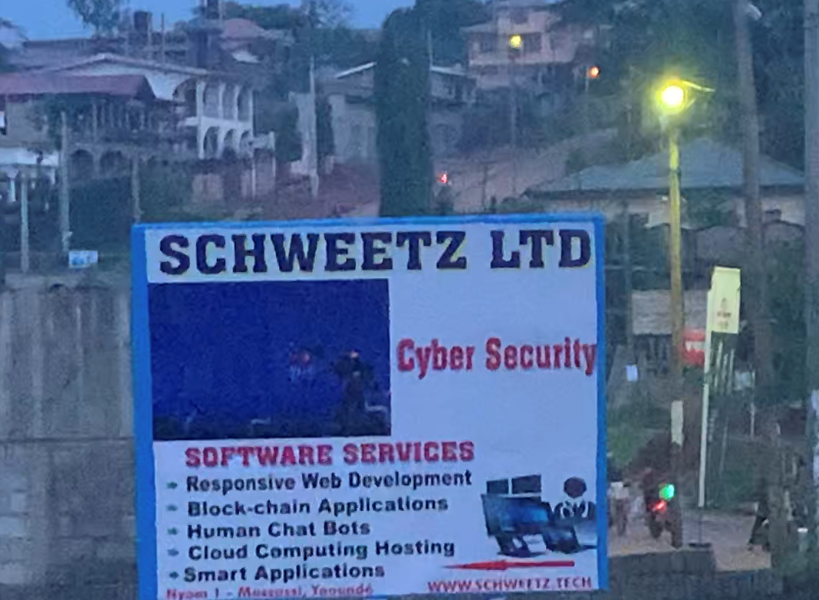 SCHWEETZ LTD
Cyber Security
SOFTWARE SERVICES
Responsive Web Development
Block-chain Applications
Human Chat Bots
Cloud Computing Hosting
Smart Applications
Nyom 1 - Massassi, Yaoundé
WWW.SCHWEETZ.TECH